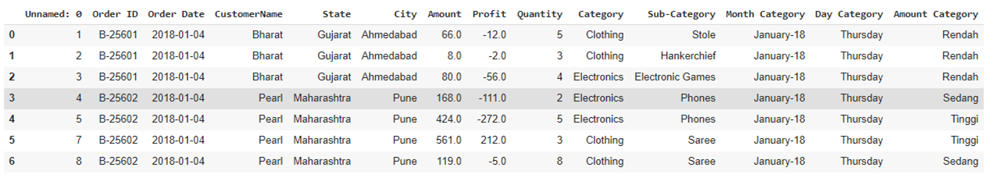 Unnamed: 0 Order ID Order Date CustomerName State City Amount Profit Quantity Category Sub-Category Month Category Day Category Amount Category
0 1 B-25601 2018-01-04 Bharat Gujarat Ahmedabad 66.0 -12.0 5 Clothing Stole January-18 Thursday Rendah
1 2 B-25601 2018-01-04 Bharat Gujarat Ahmedabad 8.0 -2.0 3 Clothing Hankerchief January-18 Thursday Rendah
2 3 B-25601 2018-01-04 Bharat Gujarat Ahmedabad 80.0 -56.0 4 Electronics Electronic Games January-18 Thursday Rendah
3 4 B-25602 2018-01-04 Pearl Maharashtra Pune 168.0 -111.0 2 Electronics Phones January-18 Thursday Sedang
4 5 B-25602 2018-01-04 Pearl Maharashtra Pune 424.0 -272.0 5 Electronics Phones January-18 Thursday Tinggi
5 7 B-25602 2018-01-04 Pearl Maharashtra Pune 561.0 212.0 3 Clothing Saree January-18 Thursday Tinggi
6 8 B-25602 2018-01-04 Pearl Maharashtra Pune 119.0 -5.0 8 Clothing Saree January-18 Thursday Sedang